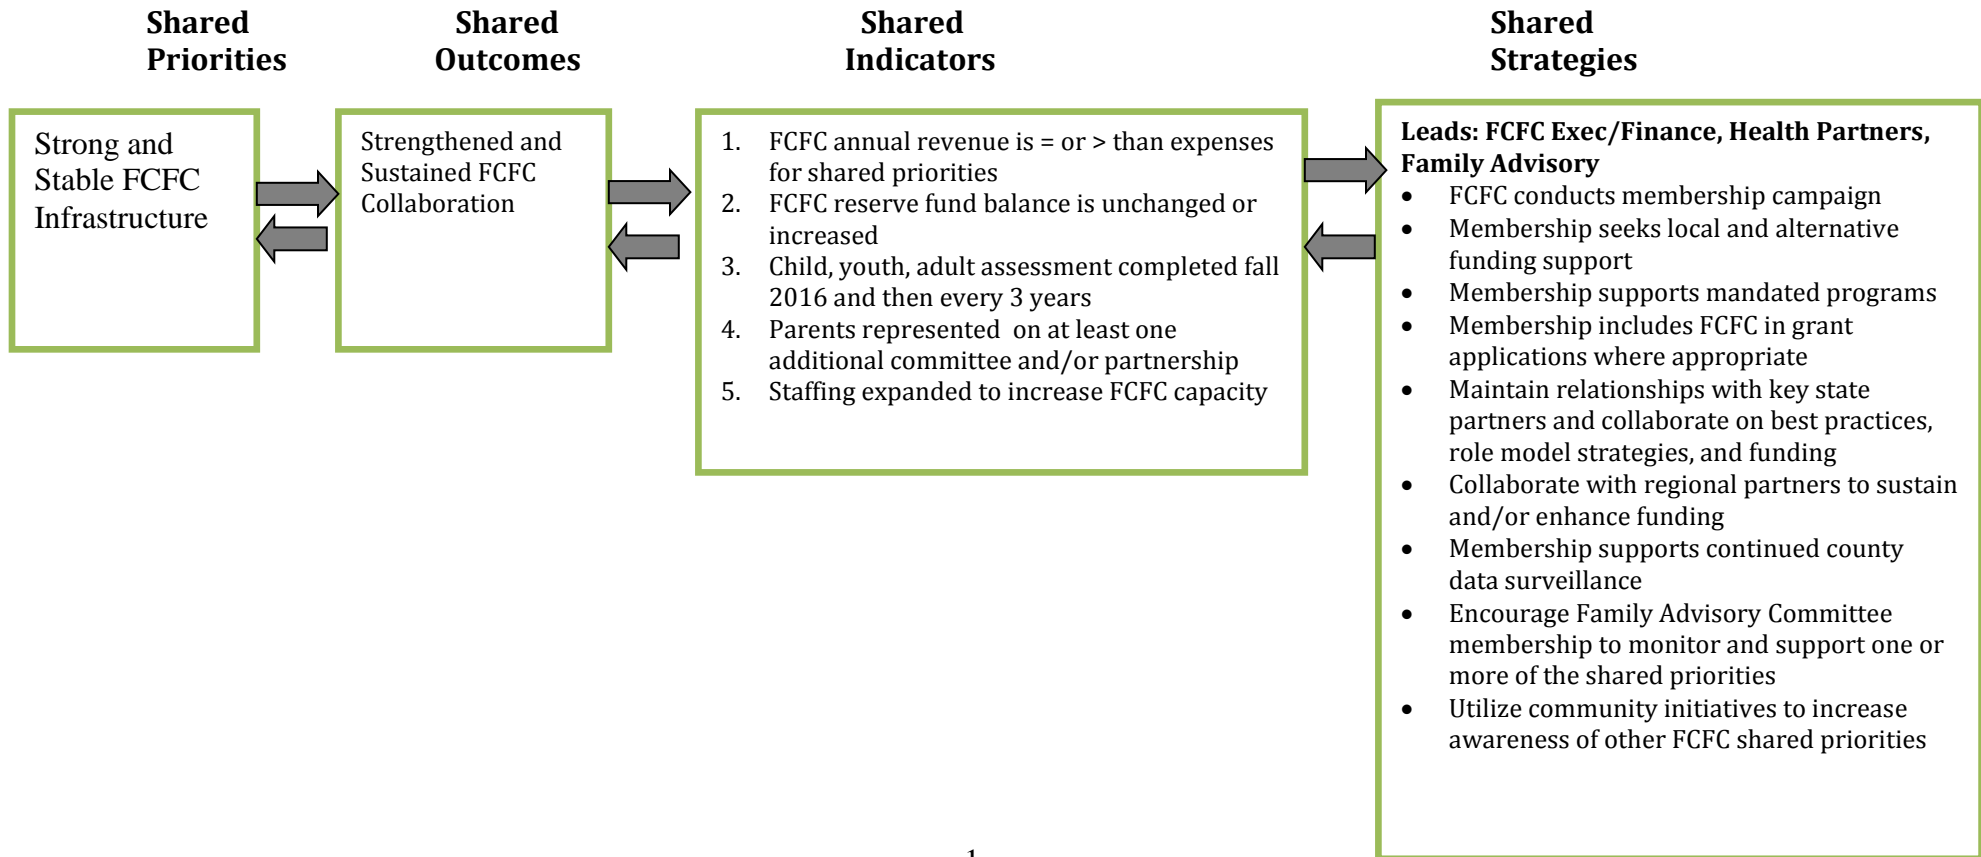 Shared
Priorities
Shared
Outcomes
Shared
Indicators
Shared
Strategies
Strong and
Stable FCFC
Infrastructure
Strengthened and
Sustained FCFC
Collaboration
1. FCFC annual revenue is = or > than expenses
for shared priorities
2. FCFC reserve fund balance is unchanged or
increased
3. Child, youth, adult assessment completed fall
2016 and then every 3 years
4. Parents represented on at least one
additional committee and/or partnership
5. Staffing expanded to increase FCFC capacity
Leads: FCFC Exec/Finance, Health Partners,
Family Advisory
• FCFC conducts membership campaign
• Membership seeks local and alternative
funding support
• Membership supports mandated programs
• Membership includes FCFC in grant
applications where appropriate
• Maintain relationships with key state
partners and collaborate on best practices,
role model strategies, and funding
• Collaborate with regional partners to sustain
and/or enhance funding
• Membership supports continued county
data surveillance
• Encourage Family Advisory Committee
membership to monitor and support one or
more of the shared priorities
• Utilize community initiatives to increase
awareness of other FCFC shared priorities
1